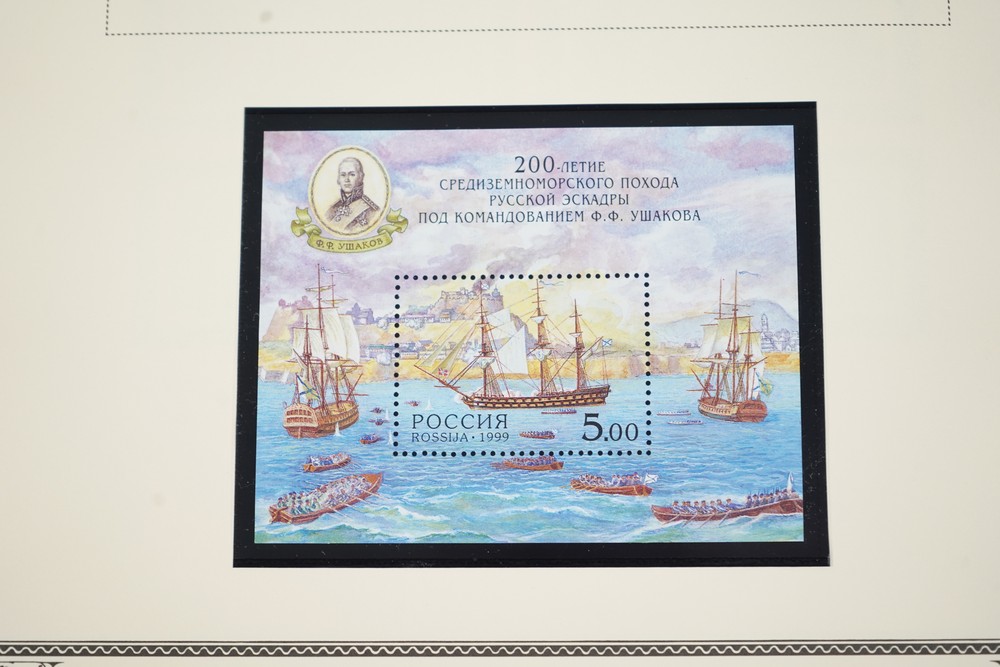 200-ЛЕТИЕ
СРЕДИЗЕМНОМОРСКОГО ПОХОДА
РУССКОЙ ЭСКАДРЫ
ПОД КОМАНДОВАНИЕМ Ф.Ф. УШАКОВА
Ф.Ф. УШАКОВ
РОССИЯ
ROSSIJA · 1999
5.00